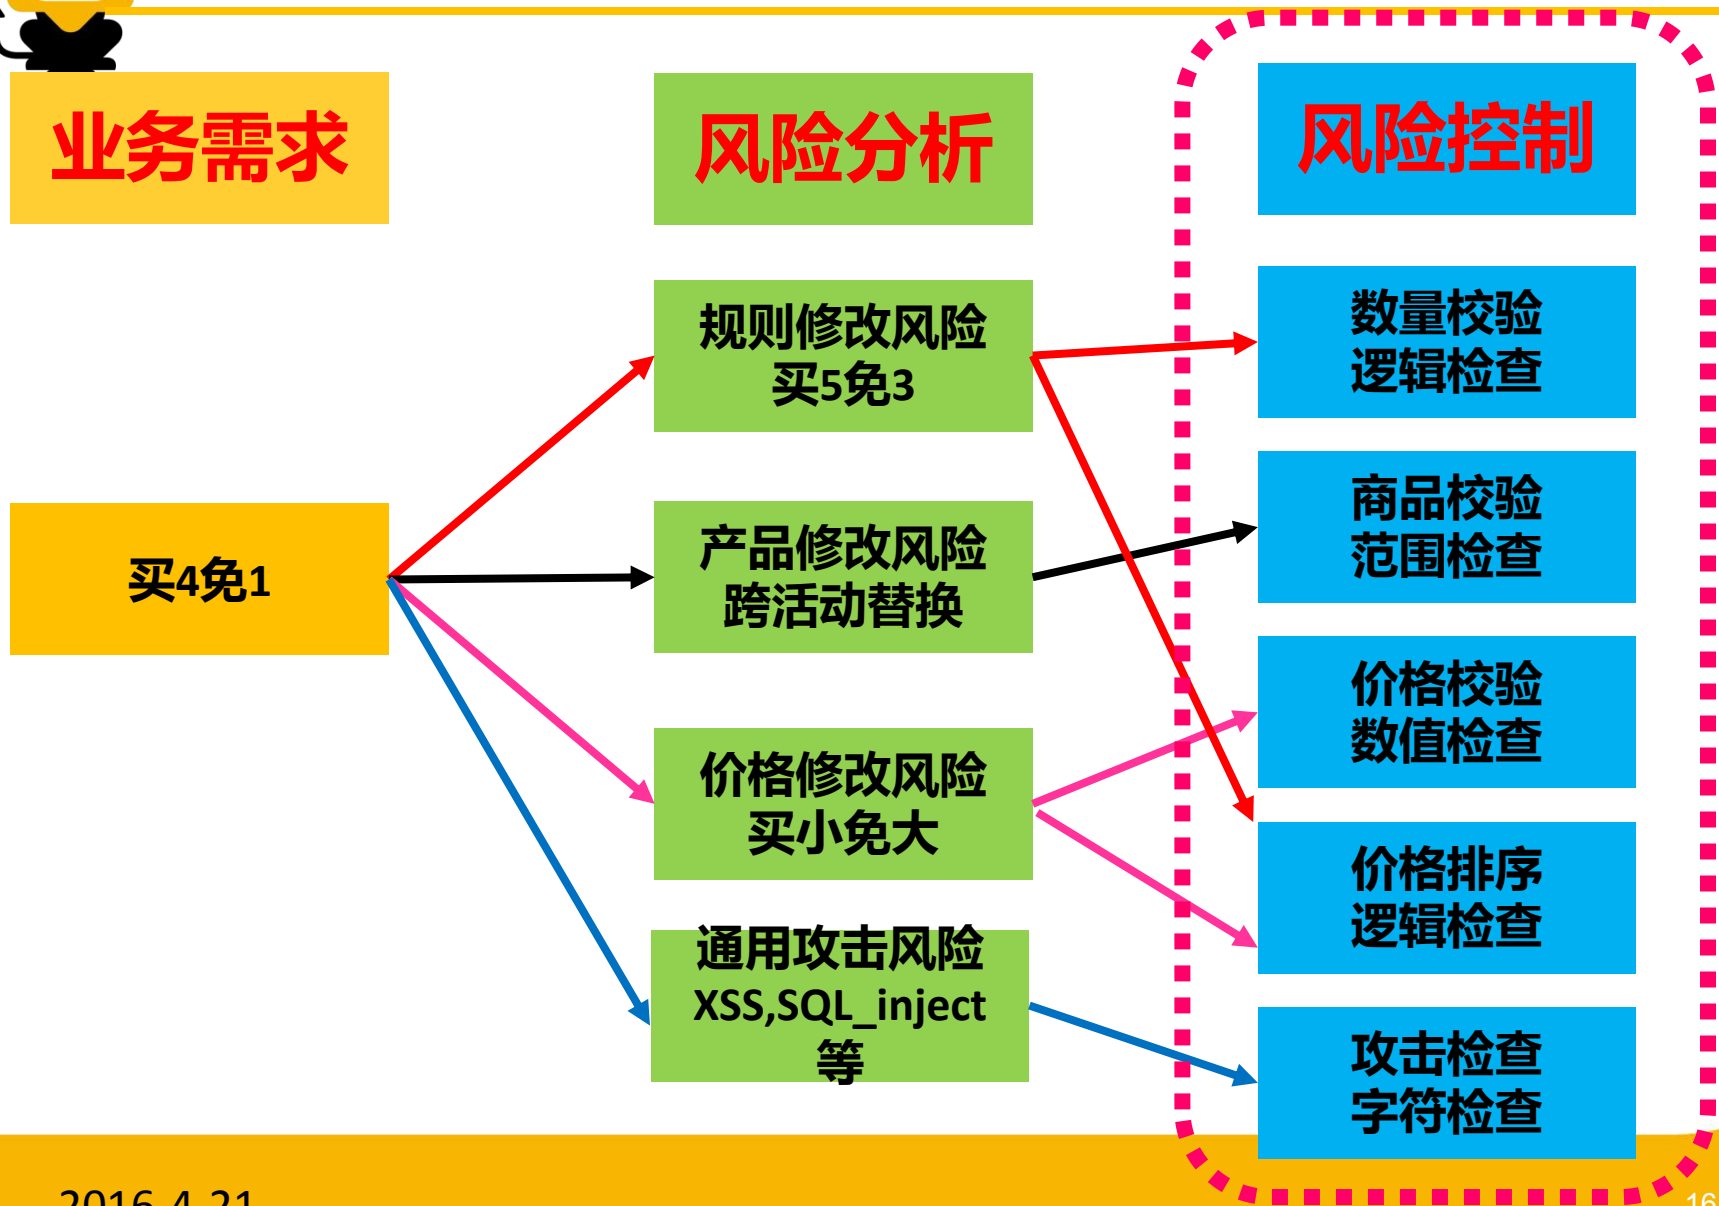 业务需求
风险分析
风险控制
买4免1
规则修改风险
买5免3
产品修改风险
跨活动替换
价格修改风险
买小免大
通用攻击风险
XSS,SQL_inject
等
数量校验
逻辑检查
商品校验
范围检查
价格校验
数值检查
价格排序
逻辑检查
攻击检查
字符检查
2016-4-21
16